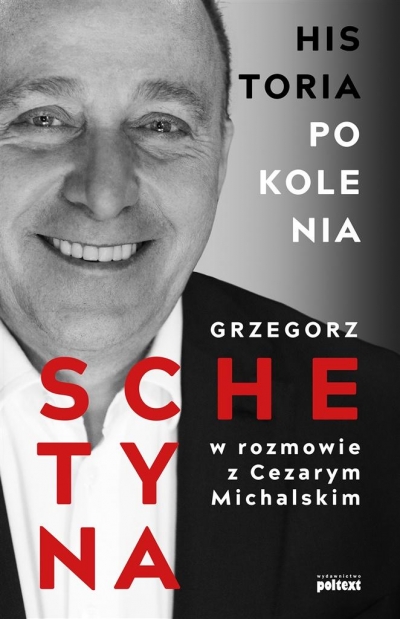 HIS
TORIA
PO
KOLE
NIA
GRZEGORZ
SCHE
TY
NA
w rozmowie
z Cezarym
Michalskim
wydawnictwo
poltext